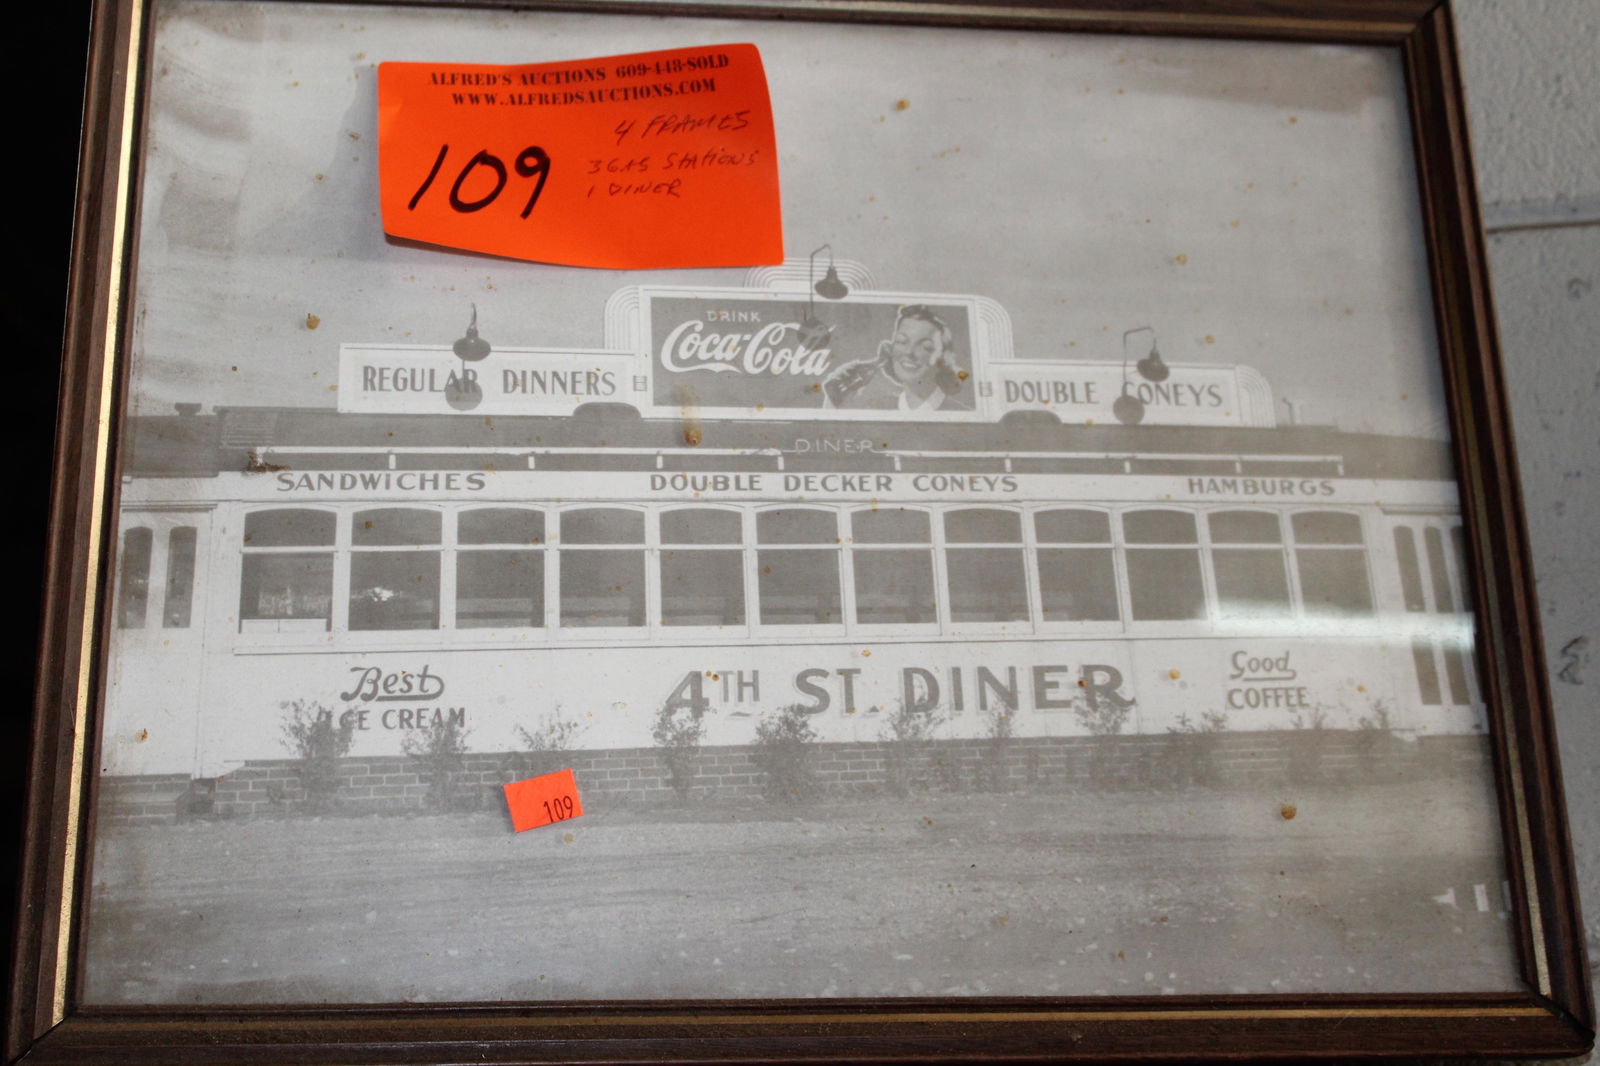 ALFRED'S AUCTIONS 609-448-SOLD
WWW.ALFREDSAUCTIONS.COM
109
4 FRAMES
3 GAS STATIONS
1 DINER
DRINK
Coca-Cola
REGULAR DINNERS
DOUBLE CONEYS
DINER
SANDWICHES
DOUBLE DECKER CONEYS
HAMBURGS
Best
ICE CREAM
4TH ST. DINER
Good
COFFEE
109